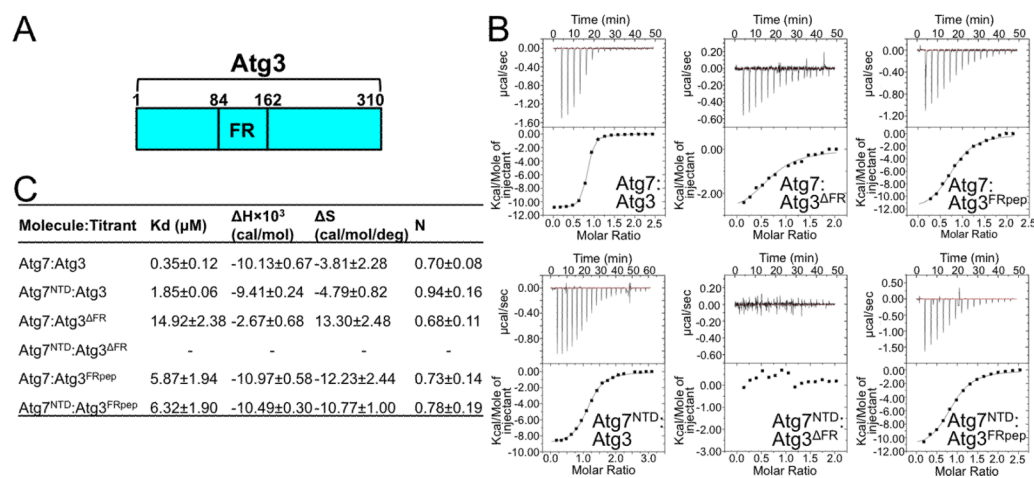 A
Atg3
1 84 162 310
FR
C
Molecule:Titrant Kd (µM) ΔH×10³ (cal/mol) ΔS (cal/mol/deg) N
Atg7:Atg3 0.35±0.12 -10.13±0.67 -3.81±2.28 0.70±0.08
Atg7ᴺᵀᴰ:Atg3 1.85±0.06 -9.41±0.24 -4.79±0.82 0.94±0.16
Atg7:Atg3ΔFR 14.92±2.38 -2.67±0.68 13.30±2.48 0.68±0.11
Atg7NTD:Atg3ΔFR - - - -
Atg7:Atg3FRpep 5.87±1.94 -10.97±0.58 -12.23±2.44 0.73±0.14
Atg7NTD:Atg3FRpep 6.32±1.90 -10.49±0.30 -10.77±1.00 0.78±0.19
B
Time (min)
0 10 20 30 40 50
0.00
-0.40
-0.80
-1.20
-1.60
µcal/sec
0.00
-2.00
-4.00
-6.00
-8.00
-10.00
-12.00
Kcal/Mole of injectant
Atg7:
Atg3
0.0 0.5 1.0 1.5 2.0 2.5
Molar Ratio
Time (min)
0 10 20 30 40 50
0.20
0.00
-0.20
-0.40
-0.60
µcal/sec
0.00
-2.00
Kcal/Mole of injectant
Atg7:
Atg3ΔFR
0.0 0.5 1.0 1.5 2.0
Molar Ratio
Time (min)
0 10 20 30 40 50
0.00
-0.40
-0.80
-1.20
µcal/sec
0.00
-2.00
-4.00
-6.00
-8.00
-10.00
-12.00
Kcal/Mole of injectant
Atg7:
Atg3FRpep
0.0 0.5 1.0 1.5 2.0 2.5
Molar Ratio
Time (min)
0 10 20 30 40 50 60
0.00
-0.40
-0.80
µcal/sec
0.00
-2.00
-4.00
-6.00
-8.00
-10.00
Kcal/Mole of injectant
Atg7NTD:
Atg3
0.0 1.0 2.0 3.0
Molar Ratio
Time (min)
0 10 20 30 40 50
0.20
0.00
-0.20
-0.40
-0.60
µcal/sec
0.00
-1.00
-2.00
-3.00
Kcal/Mole of injectant
Atg7NTD:
Atg3ΔFR
0.0 0.5 1.0 1.5 2.0
Molar Ratio
Time (min)
0 10 20 30 40 50
0.50
0.00
-0.50
-1.00
-1.50
µcal/sec
0.00
-2.00
-4.00
-6.00
-8.00
-10.00
-12.00
Kcal/Mole of injectant
Atg7NTD:
Atg3FRpep
0.0 0.5 1.0 1.5 2.0 2.5
Molar Ratio